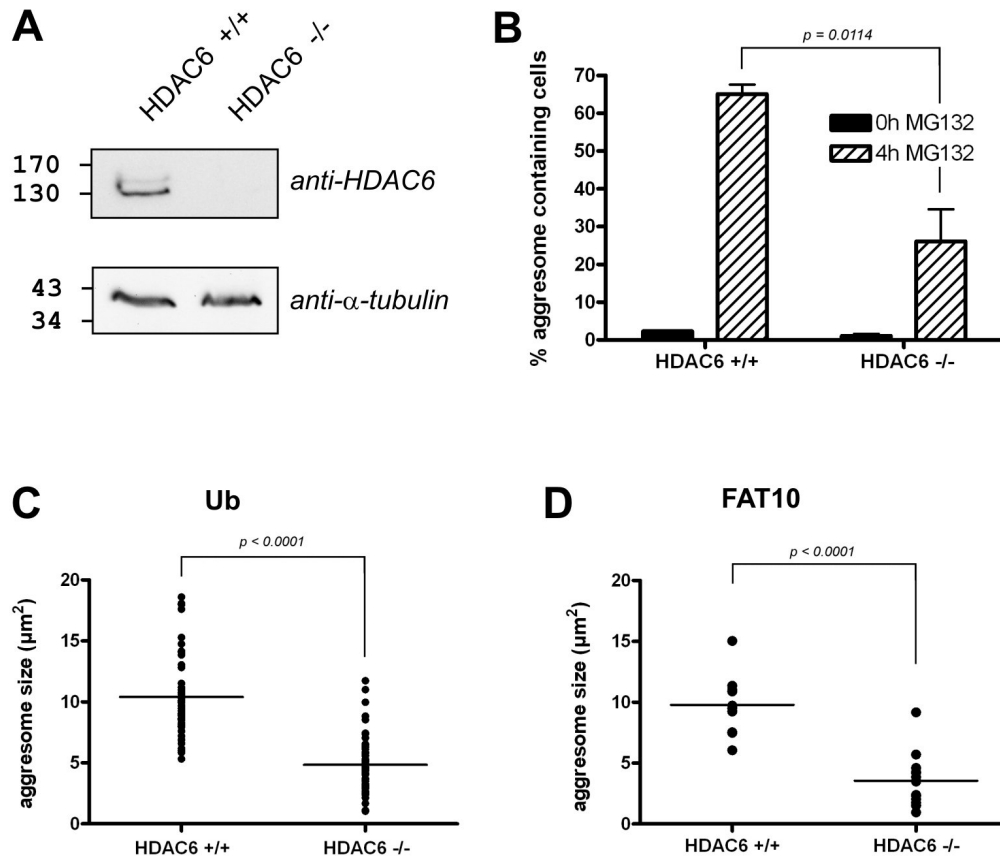 A
HDAC6 +/+
HDAC6 -/-
170
130
anti-HDAC6
43
34
anti-α-tubulin
B
p = 0.0114
% aggresome containing cells
70
60
50
40
30
20
10
0
0h MG132
4h MG132
HDAC6 +/+
HDAC6 -/-
C
Ub
p < 0.0001
aggresome size (µm²)
20
15
10
5
0
HDAC6 +/+
HDAC6 -/-
D
FAT10
p < 0.0001
aggresome size (µm²)
20
15
10
5
0
HDAC6 +/+
HDAC6 -/-